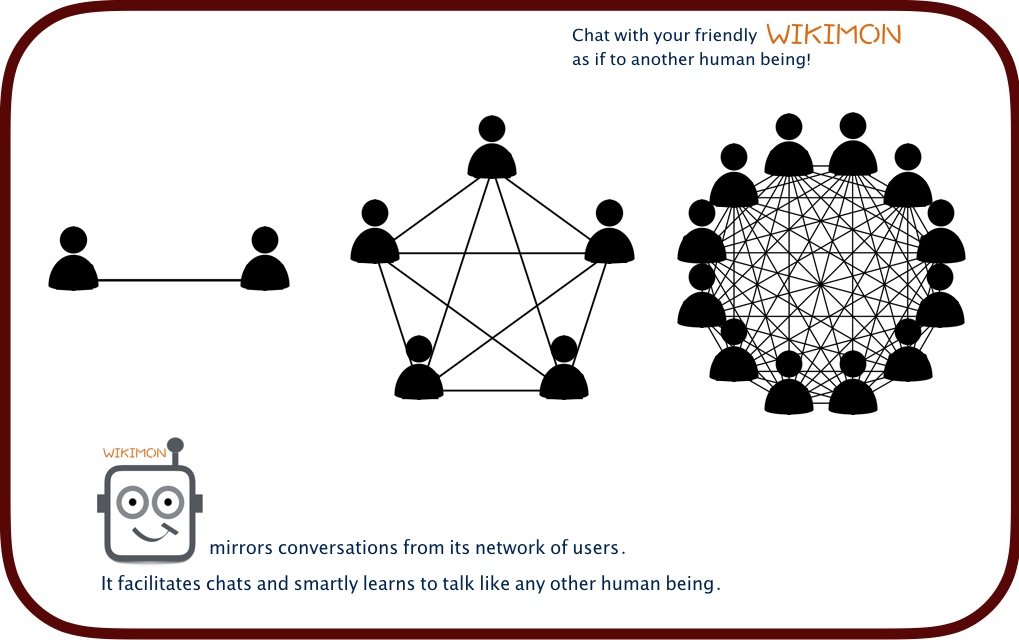 Chat with your friendly WIKIMON
as if to another human being!
WIKIMON
mirrors conversations from its network of users.
It facilitates chats and smartly learns to talk like any other human being.